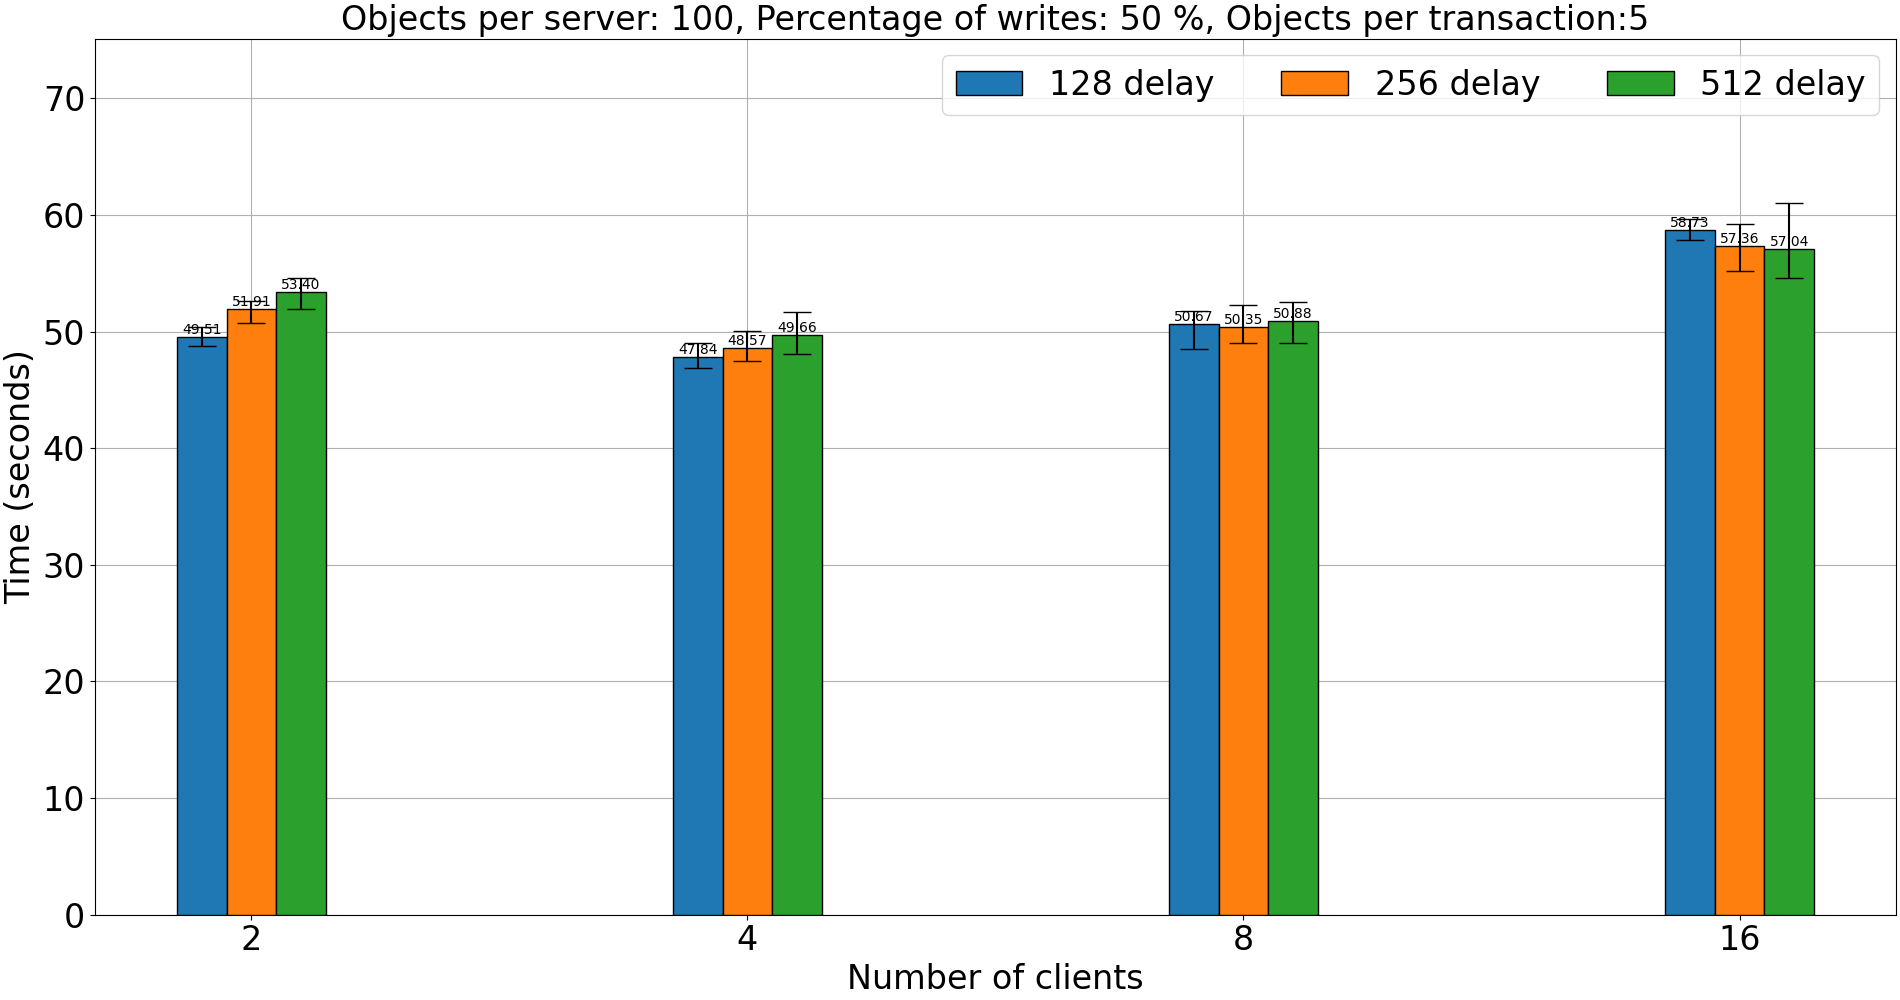 Objects per server: 100, Percentage of writes: 50 %, Objects per transaction:5
128 delay 256 delay 512 delay
70
60
50
40
30
20
10
0
Time (seconds)
49.51 51.91 53.40
47.84 48.57 49.66
50.67 50.35 50.88
58.73 57.36 57.04
2 4 8 16
Number of clients